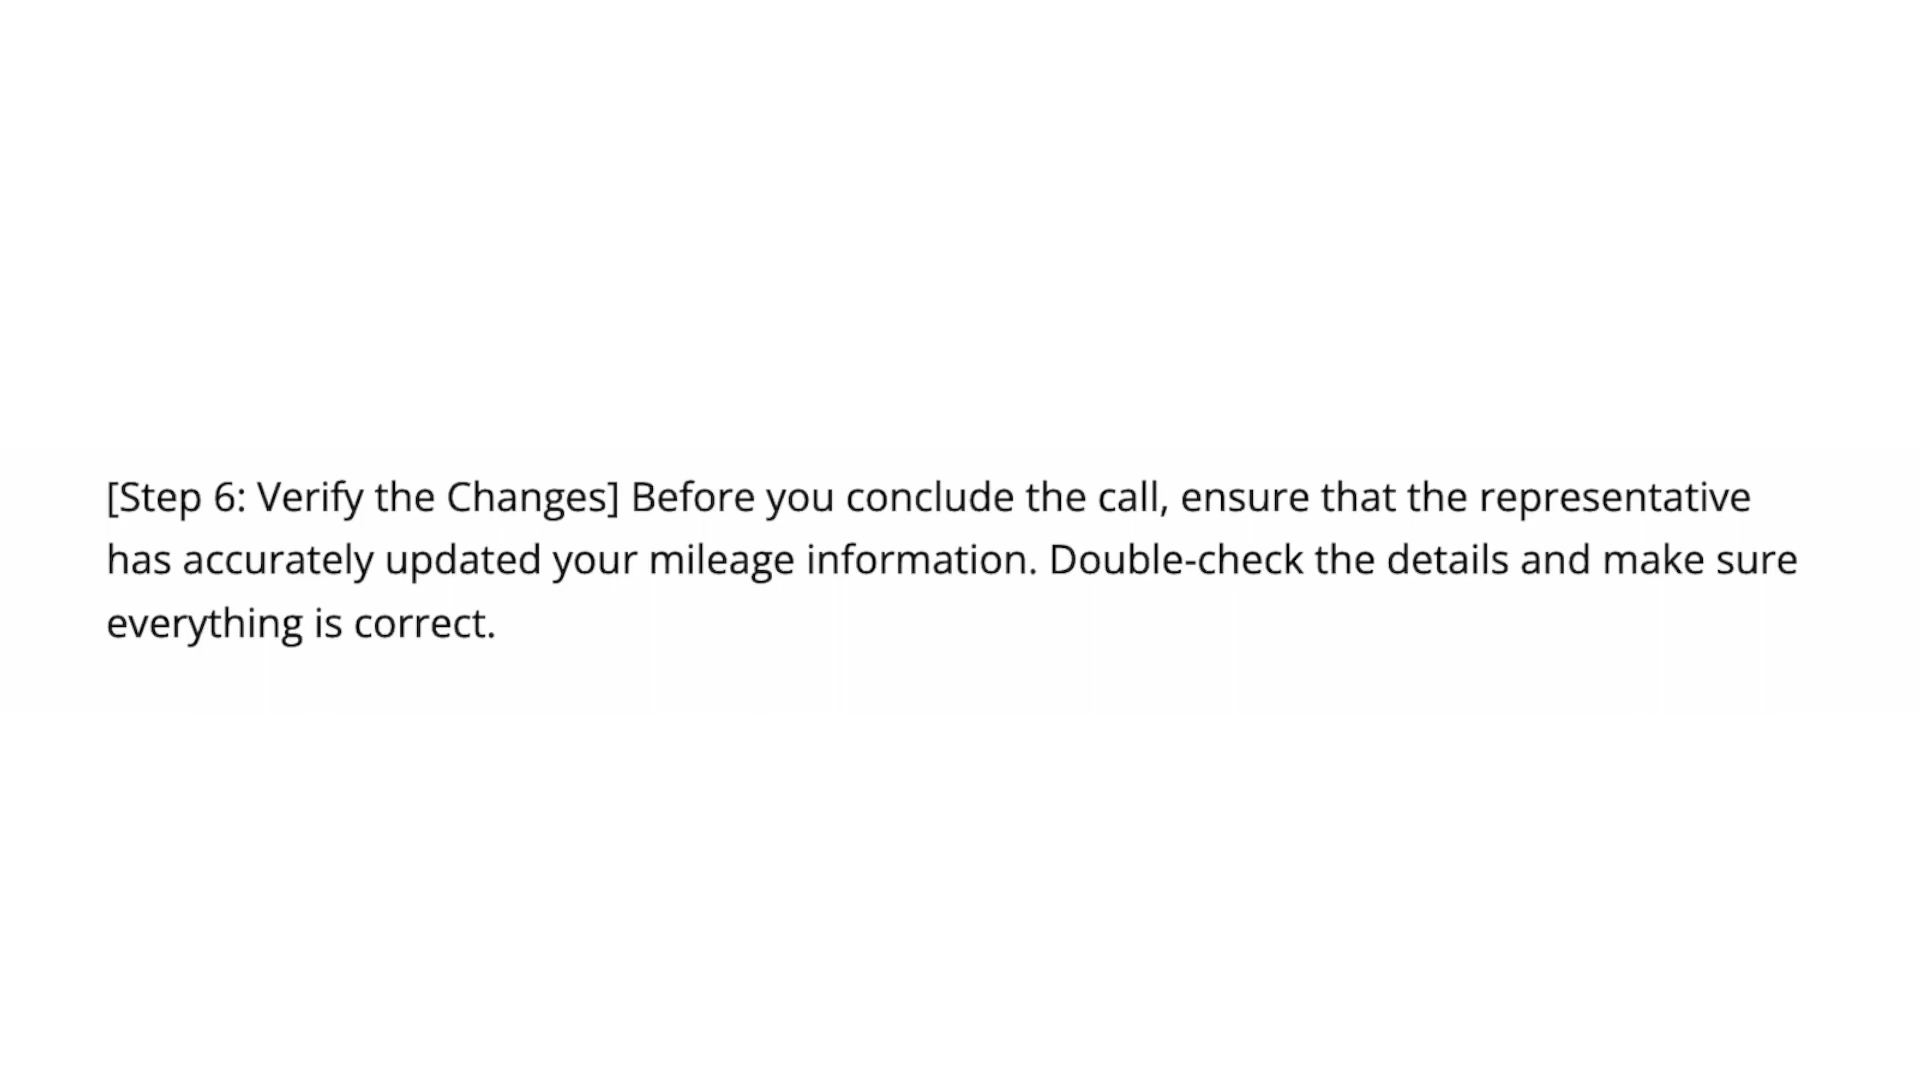 [Step 6: Verify the Changes] Before you conclude the call, ensure that the representative
has accurately updated your mileage information. Double-check the details and make sure
everything is correct.